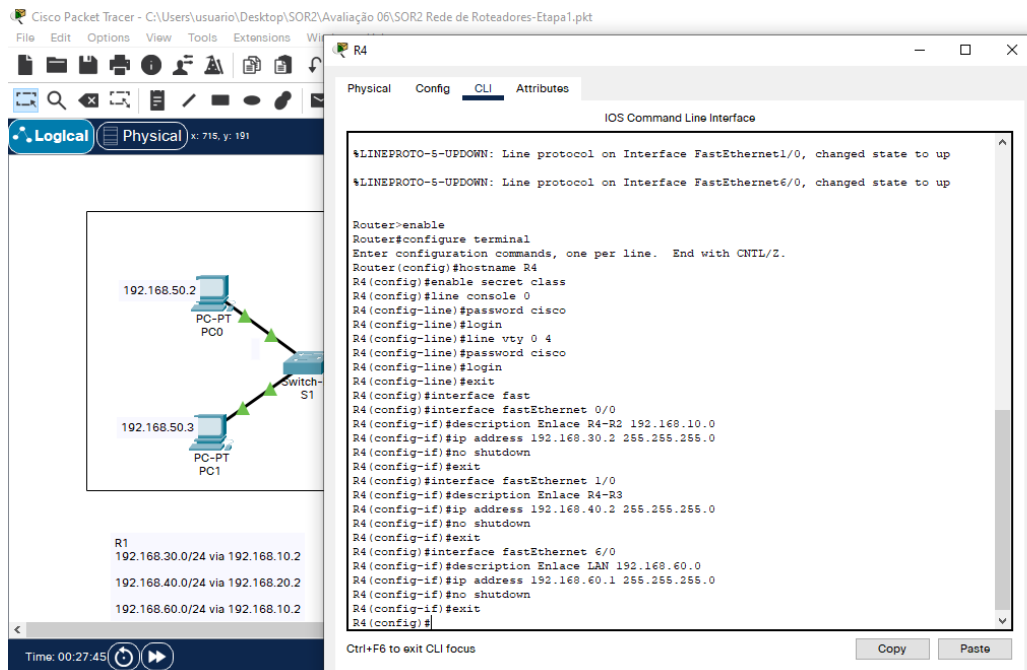 Cisco Packet Tracer - C:\Users\usuario\Desktop\SOR2\Avaliação 06\SOR2 Rede de Roteadores-Etapa1.pkt
File Edit Options View Tools Extensions
Logical Physical x: 715, y: 191
192.168.50.2
PC-PT
PC0
Switch-
S1
192.168.50.3
PC-PT
PC1
R1
192.168.30.0/24 via 192.168.10.2
192.168.40.0/24 via 192.168.20.2
192.168.60.0/24 via 192.168.10.2
Time: 00:27:45
R4
Physical Config CLI Attributes
IOS Command Line Interface
%LINEPROTO-5-UPDOWN: Line protocol on Interface FastEthernet1/0, changed state to up
%LINEPROTO-5-UPDOWN: Line protocol on Interface FastEthernet6/0, changed state to up
Router>enable
Router#configure terminal
Enter configuration commands, one per line.  End with CNTL/Z.
Router(config)#hostname R4
R4(config)#enable secret class
R4(config)#line console 0
R4(config-line)#password cisco
R4(config-line)#login
R4(config-line)#line vty 0 4
R4(config-line)#password cisco
R4(config-line)#login
R4(config-line)#exit
R4(config)#interface fast
R4(config)#interface fastEthernet 0/0
R4(config-if)#description Enlace R4-R2 192.168.10.0
R4(config-if)#ip address 192.168.30.2 255.255.255.0
R4(config-if)#no shutdown
R4(config-if)#exit
R4(config)#interface fastEthernet 1/0
R4(config-if)#description Enlace R4-R3
R4(config-if)#ip address 192.168.40.2 255.255.255.0
R4(config-if)#no shutdown
R4(config-if)#exit
R4(config)#interface fastEthernet 6/0
R4(config-if)#description Enlace LAN 192.168.60.0
R4(config-if)#ip address 192.168.60.1 255.255.255.0
R4(config-if)#no shutdown
R4(config-if)#exit
R4(config)#
Ctrl+F6 to exit CLI focus
Copy Paste